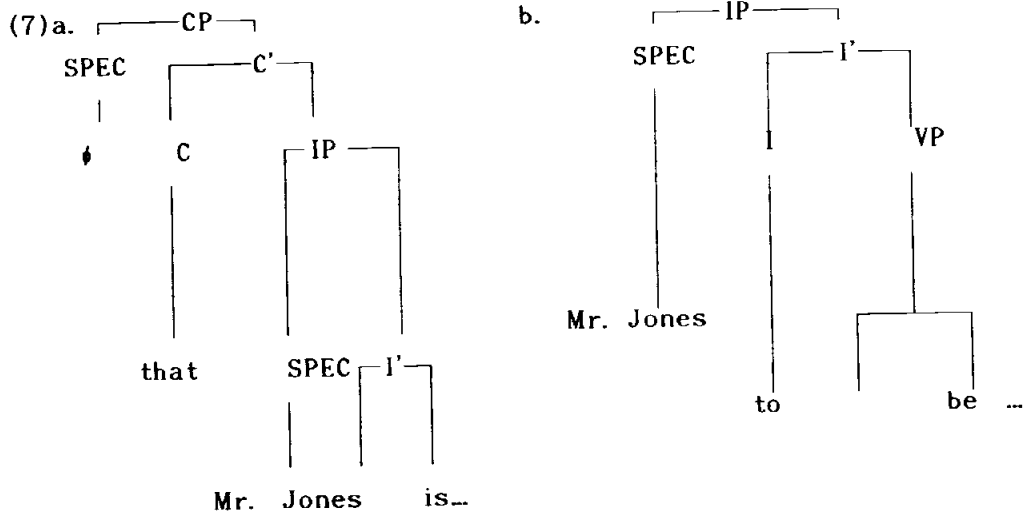 (7)a. CP
SPEC C'
ϕ C IP
that SPEC I'
Mr. Jones is…
b. IP
SPEC I'
I VP
Mr. Jones
to be …